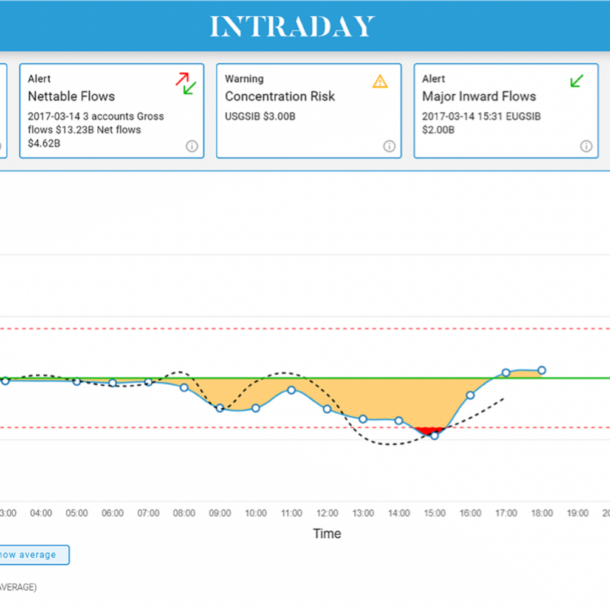 INTRADAY
Alert
Nettable Flows
2017-03-14 3 accounts Gross
flows $13.23B Net flows
$4.62B
Warning
Concentration Risk
USGSIB $3.00B
Alert
Major Inward Flows
2017-03-14 15:31 EUGSIB
$2.00B
3:00 04:00 05:00 06:00 07:00 08:00 09:00 10:00 11:00 12:00 13:00 14:00 15:00 16:00 17:00 18:00 19:00 20
Time
how average
AVERAGE)